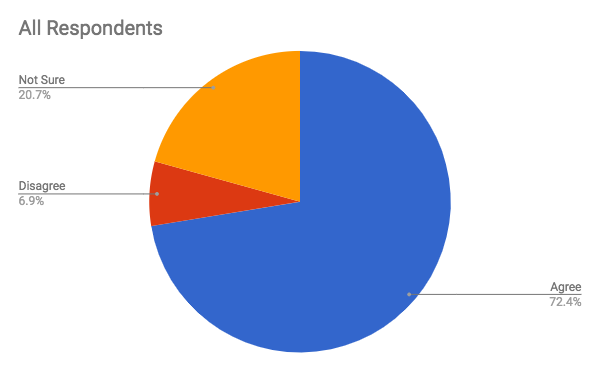 All Respondents
Not Sure
20.7%
Disagree
6.9%
Agree
72.4%